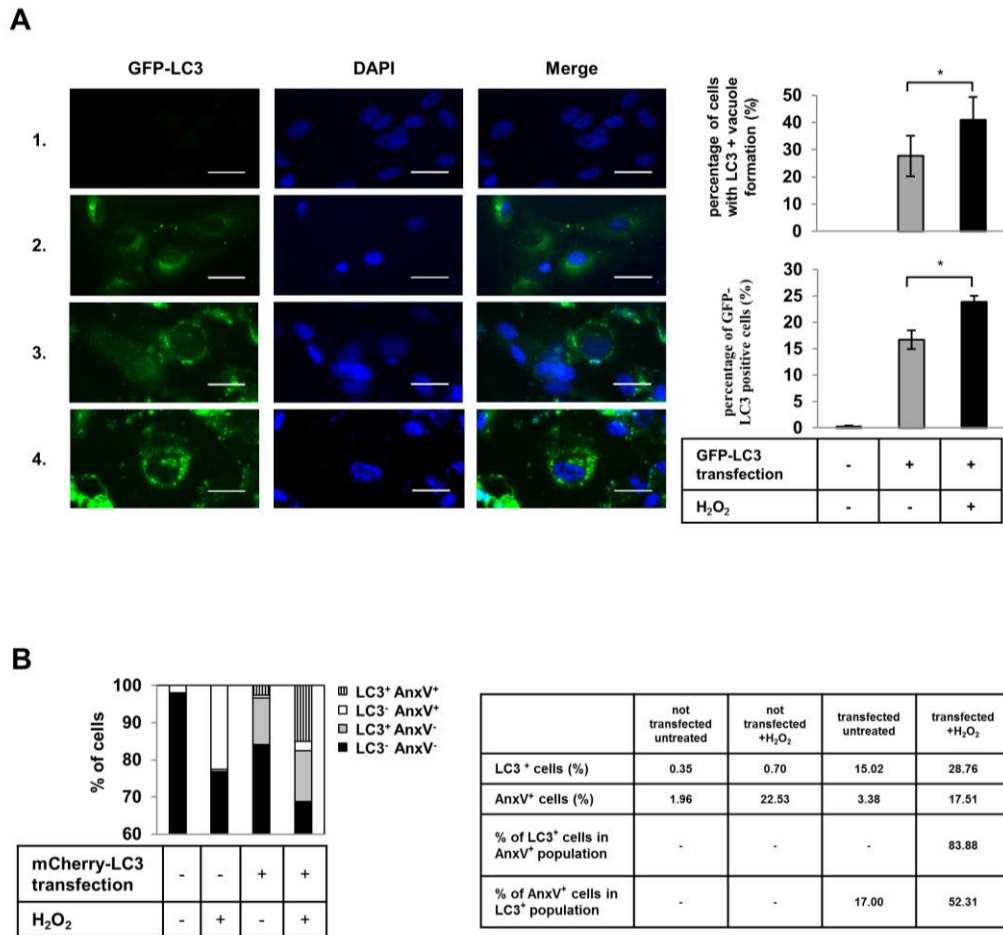 A
GFP-LC3 DAPI Merge
1.
2.
3.
4.
percentage of cells
with LC3 + vacuole
formation (%)
50
40
30
20
10
0
*
percentage of GFP-
LC3 positive cells (%)
30
25
20
15
10
5
0
*
GFP-LC3
transfection - + +
H₂O₂ - - +
B
% of cells
100
90
80
70
60
LC3⁺ AnxV⁺
LC3⁻ AnxV⁺
LC3⁺ AnxV⁻
LC3⁻ AnxV⁻
mCherry-LC3
transfection - - + +
H₂O₂ - + - +
not
transfected
untreated
not
transfected
+H₂O₂
transfected
untreated
transfected
+H₂O₂
LC3 ⁺ cells (%) 0.35 0.70 15.02 28.76
AnxV⁺ cells (%) 1.96 22.53 3.38 17.51
% of LC3⁺ cells in
AnxV⁺ population - - - 83.88
% of AnxV⁺ cells in
LC3⁺ population - - 17.00 52.31